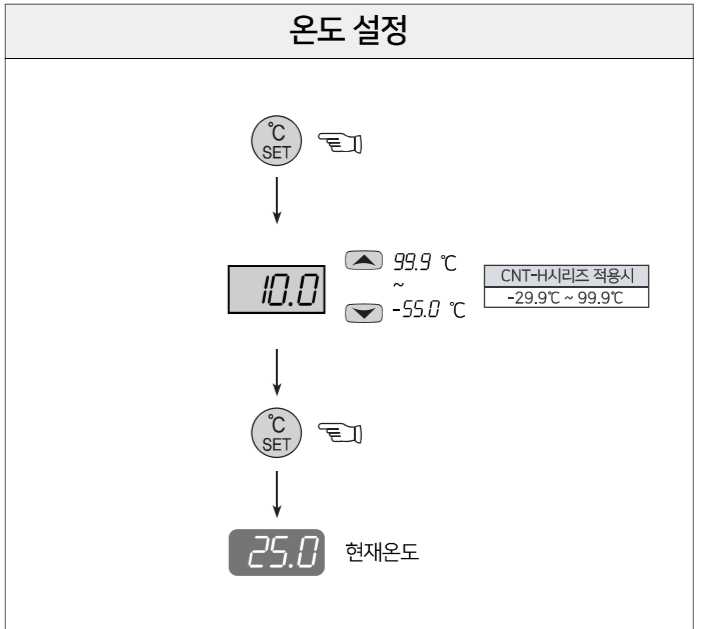 온도 설정
℃
SET
10.0
99.9 ℃
~
-55.0 ℃
CNT-H시리즈 적용시
-29.9℃ ~ 99.9℃
℃
SET
25.0 현재온도